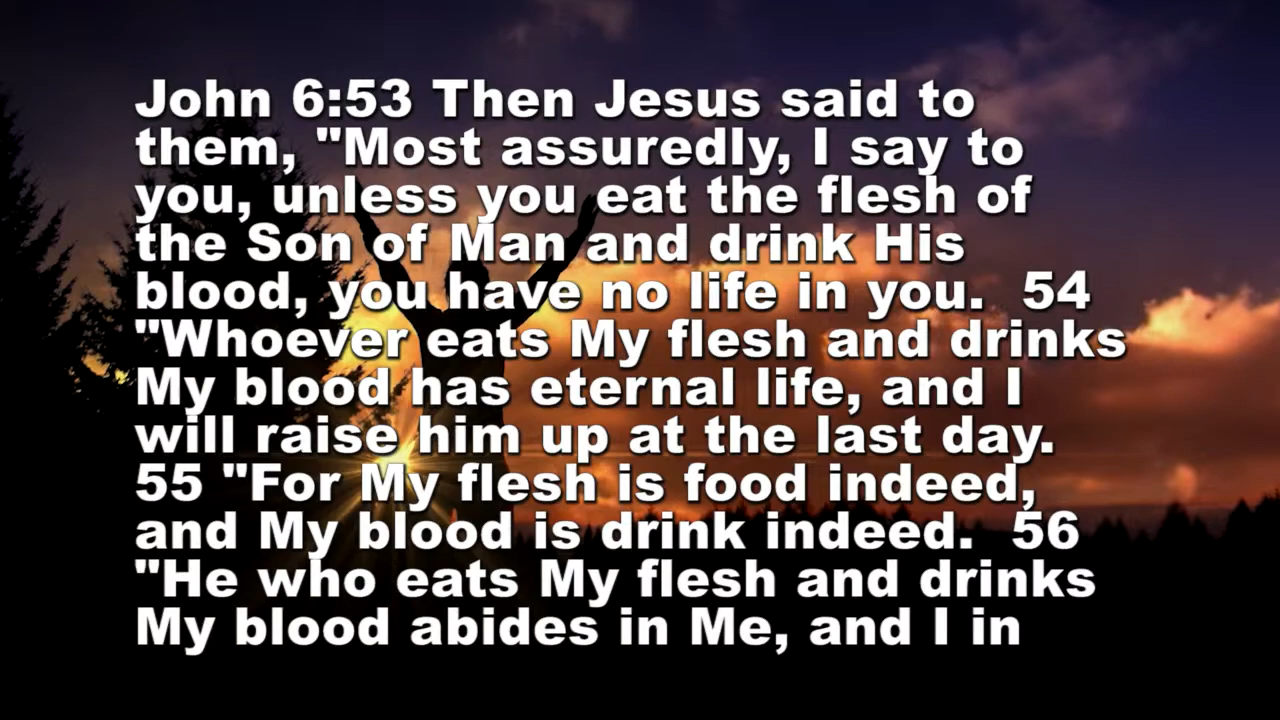 John 6:53 Then Jesus said to
them, "Most assuredly, I say to
you, unless you eat the flesh of
the Son of Man and drink His
blood, you have no life in you.  54
"Whoever eats My flesh and drinks
My blood has eternal life, and I
will raise him up at the last day.
55 "For My flesh is food indeed,
and My blood is drink indeed.  56
"He who eats My flesh and drinks
My blood abides in Me, and I in